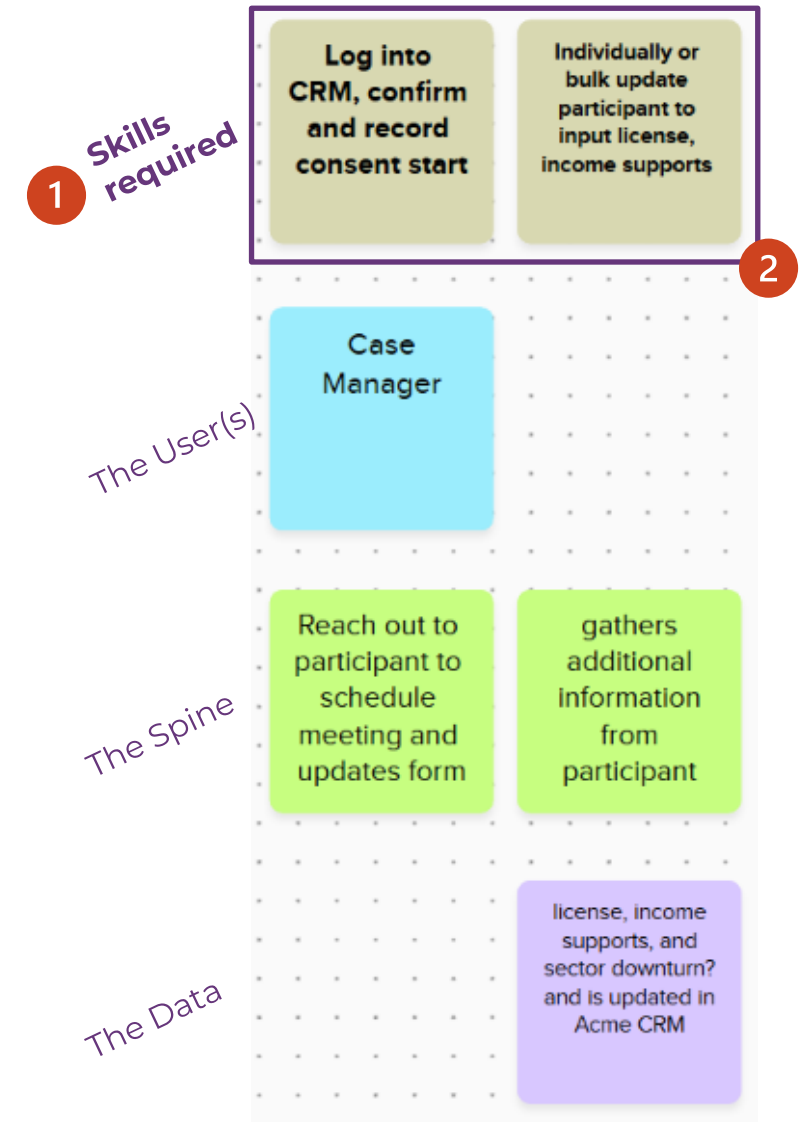 Skills
required
1
Log into
CRM, confirm
and record
consent start
Individually or
bulk update
participant to
input license,
income supports
2
The User(s)
Case
Manager
The Spine
Reach out to
participant to
schedule
meeting and
updates form
gathers
additional
information
from
participant
The Data
license, income
supports, and
sector downturn?
and is updated in
Acme CRM